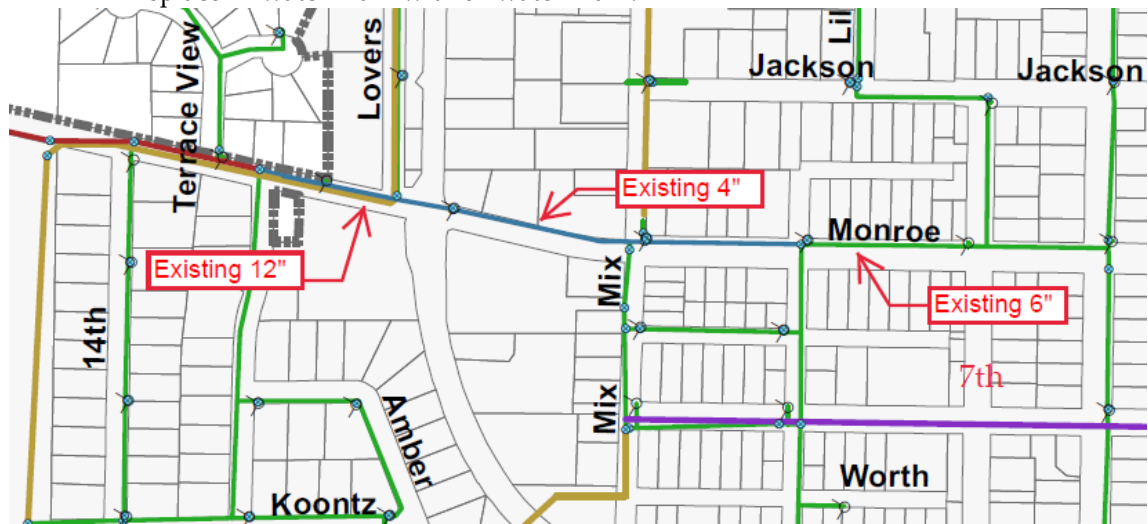 Terrace View
Lovers
Lil
Jackson
Jackson
Existing 4"
Monroe
Existing 12"
Mix
Existing 6"
14th
7th
Mix
Amber
Worth
Koontz